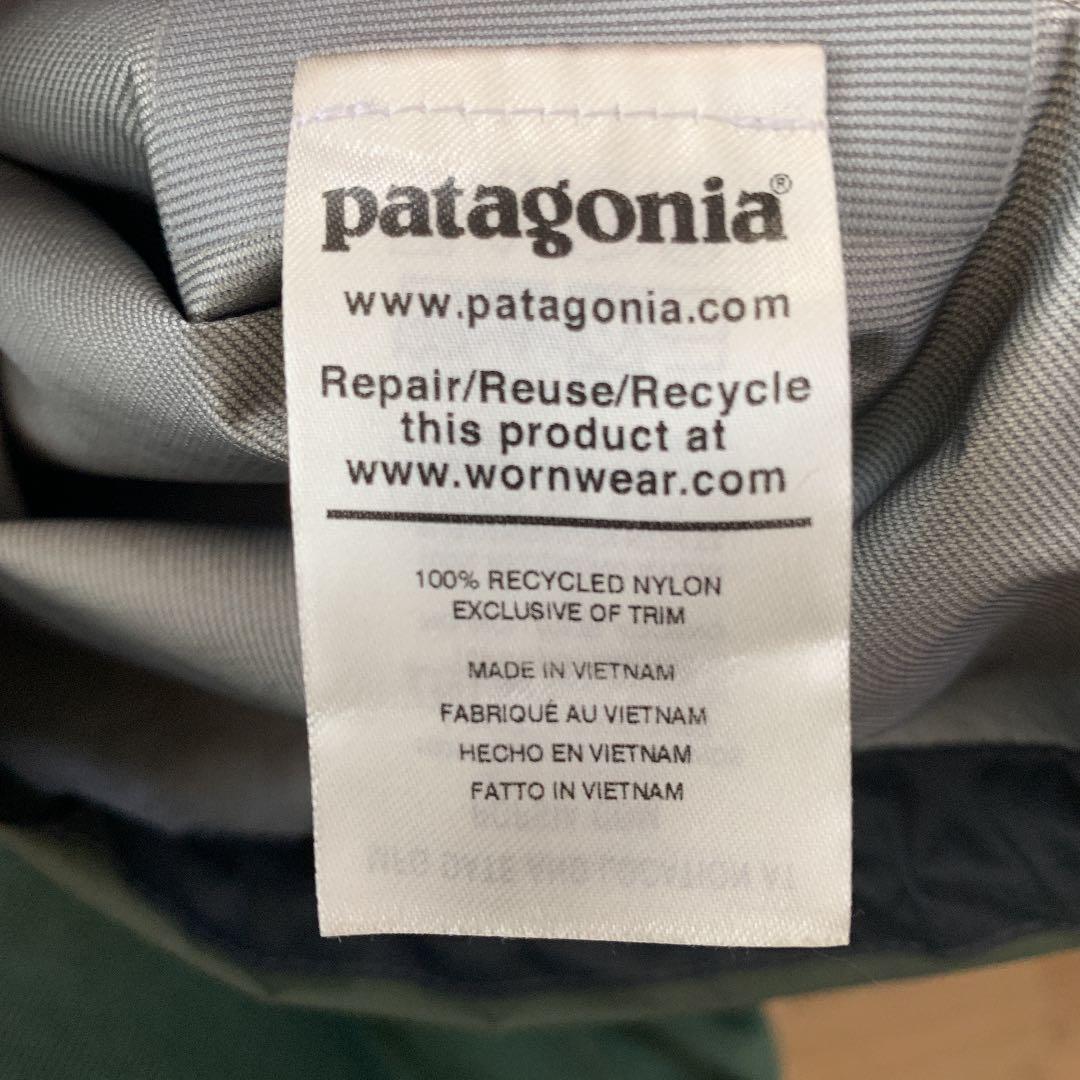 patagonia®
www.patagonia.com
Repair/Reuse/Recycle
this product at
www.wornwear.com
100% RECYCLED NYLON
EXCLUSIVE OF TRIM
MADE IN VIETNAM
FABRIQUÉ AU VIETNAM
HECHO EN VIETNAM
FATTO IN VIETNAM